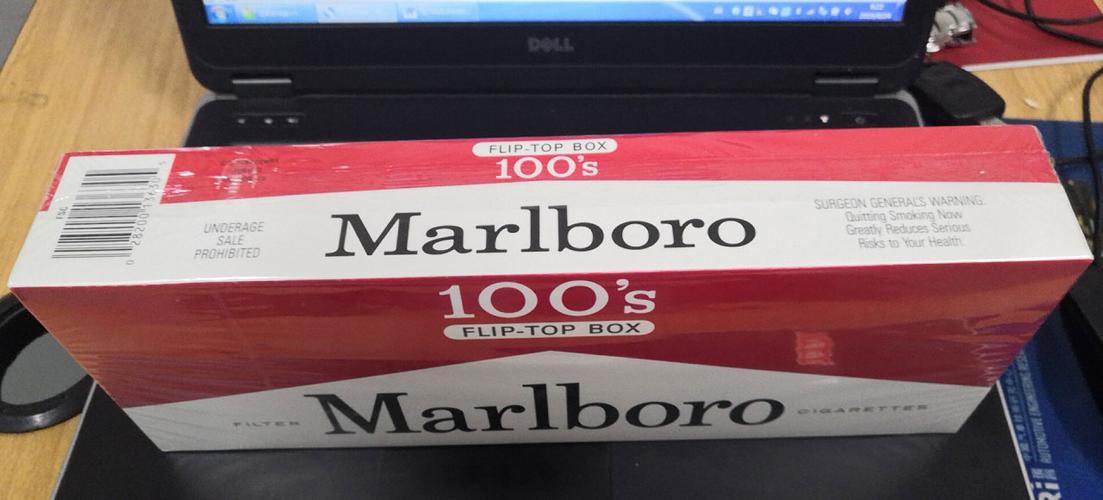 DELL
FLIP-TOP BOX
100's
FSC
UNDERAGE
SALE
PROHIBITED
Marlboro
SURGEON GENERAL'S WARNING:
Quitting Smoking Now
Greatly Reduces Serious
Risks to Your Health.
100's
FLIP-TOP BOX
FILTER
Marlboro
CIGARETTES